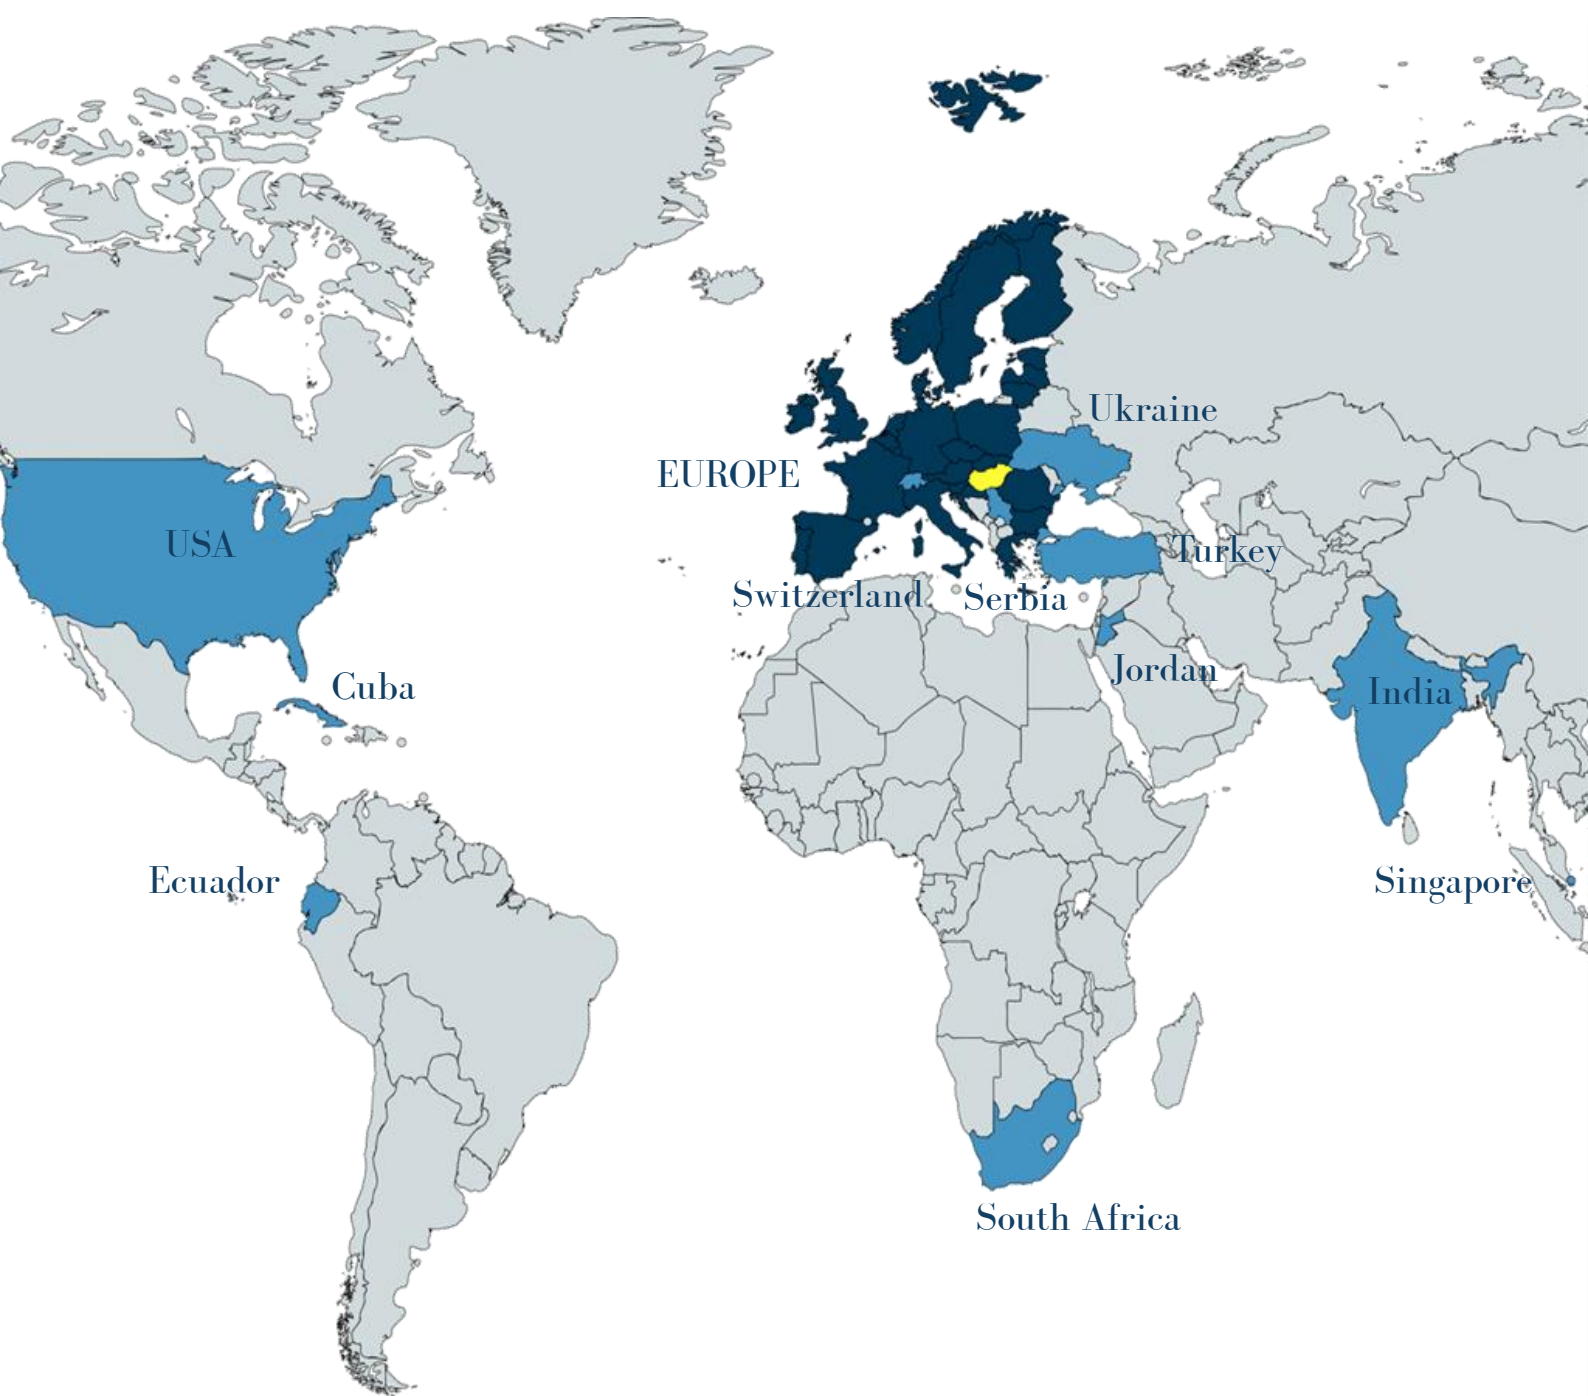 Ukraine
EUROPE
USA
Turkey
Switzerland
Serbia
Jordan
Cuba
India
Ecuador
Singapore
South Africa